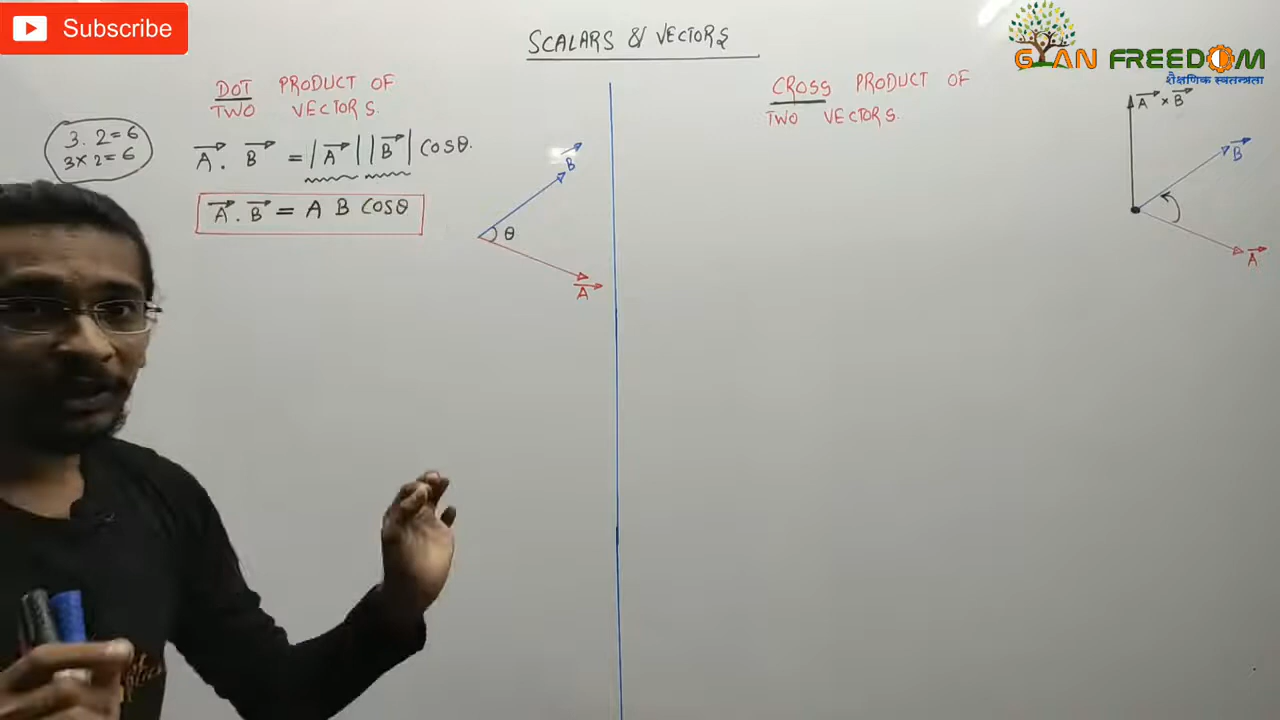 Subscribe
SCALARS & VECTORS
GYAN FREEDOM
शैक्षणिक स्वतन्त्रता
DOT PRODUCT OF
TWO VECTORS.
3. 2=6
3×2=6
A⃗. B⃗ = |A⃗||B⃗| COSθ.
A⃗.B⃗ = A B COSθ
B⃗
θ
A⃗
CROSS PRODUCT OF
TWO VECTORS.
A⃗ × B⃗
B⃗
A⃗